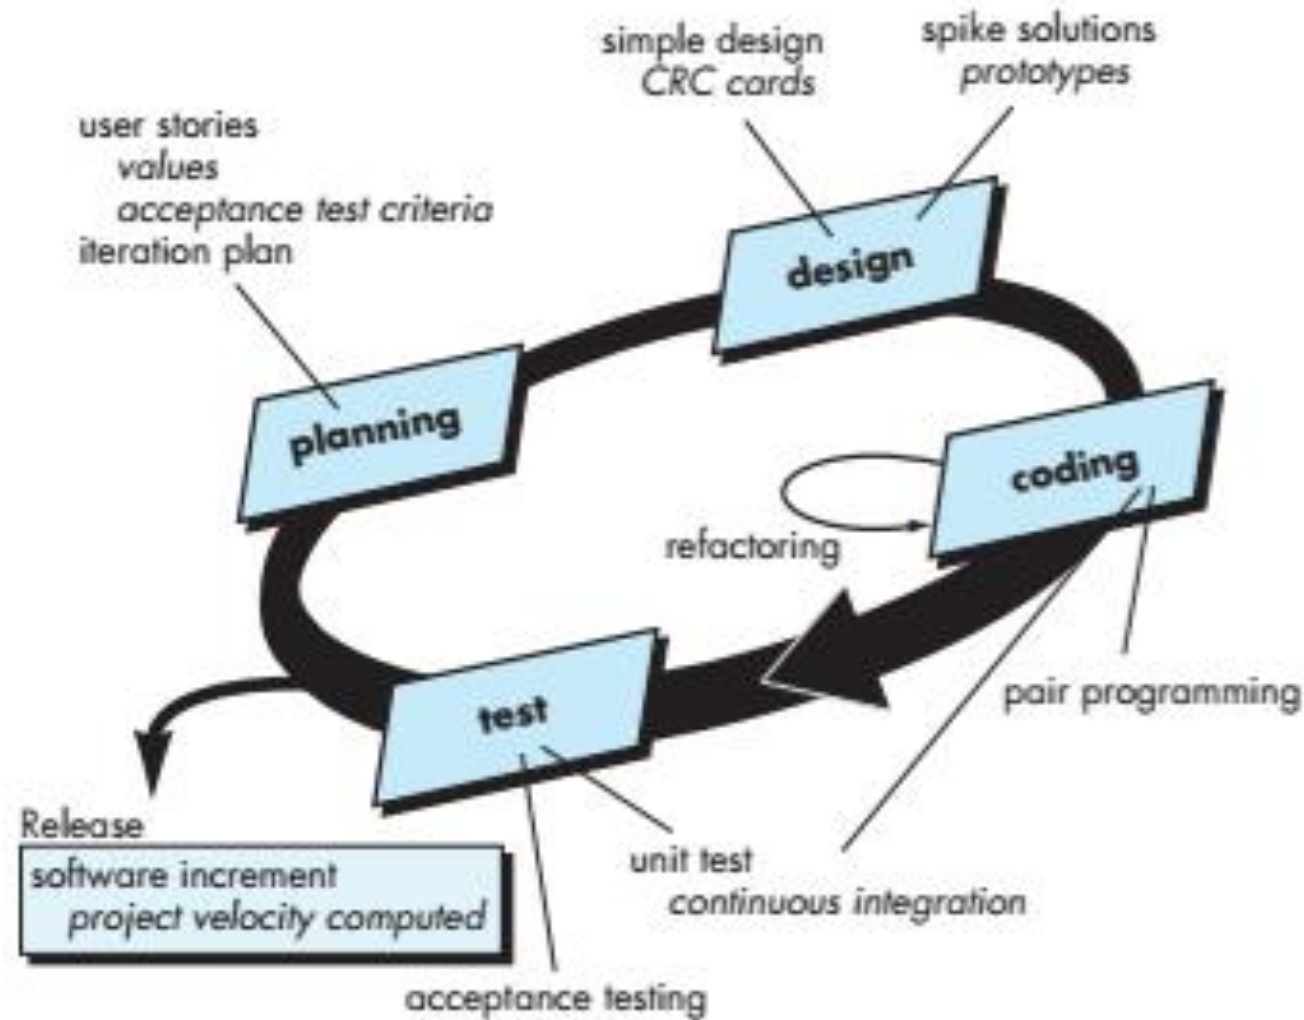 simple design
CRC cards
spike solutions
prototypes
user stories
values
acceptance test criteria
iteration plan
design
planning
coding
refactoring
test
pair programming
Release
software increment
project velocity computed
unit test
continuous integration
acceptance testing